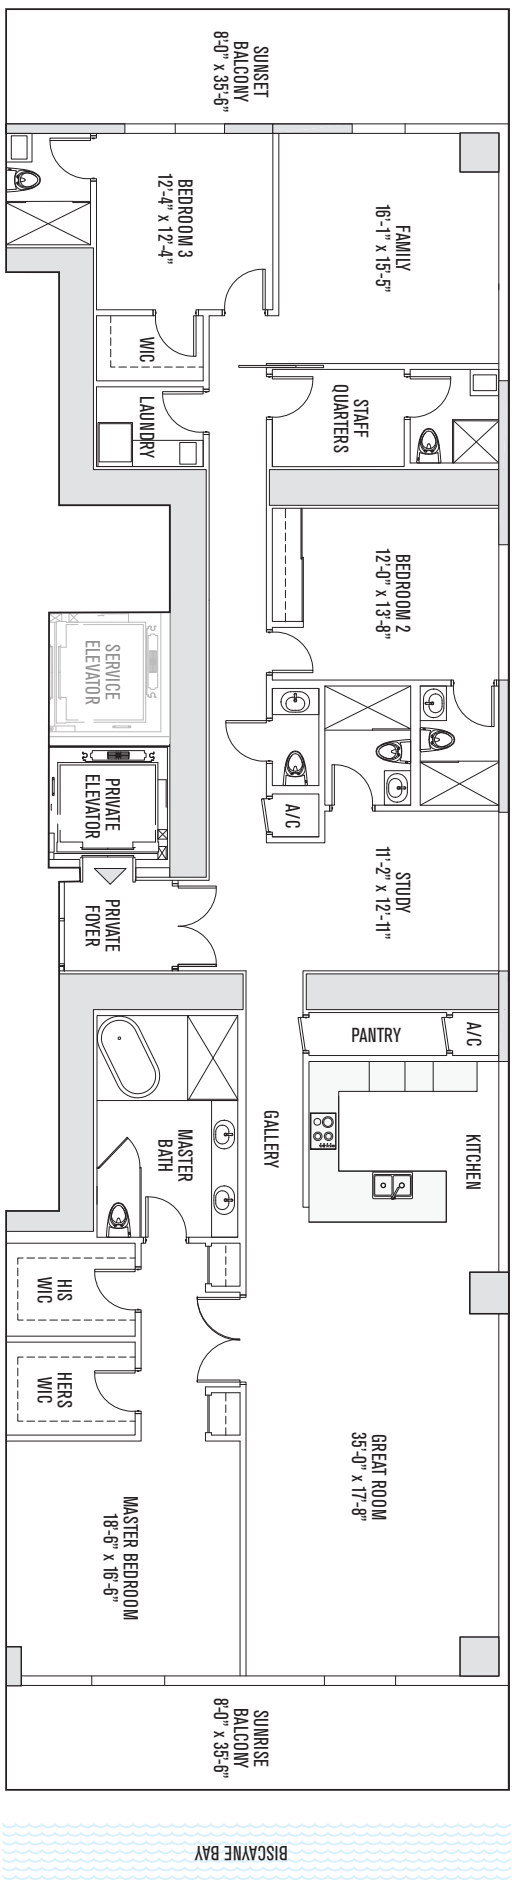 SUNSET
BALCONY
8'-0" x 35'-6"
BEDROOM 3
12'-4" x 12'-4"
FAMILY
16'-1" x 15'-5"
WIC
LAUNDRY
STAFF
QUARTERS
BEDROOM 2
12'-0" x 13'-8"
SERVICE
ELEVATOR
PRIVATE
ELEVATOR
A/C
STUDY
11'-2" x 12'-11"
PRIVATE
FOYER
PANTRY
A/C
MASTER
BATH
GALLERY
KITCHEN
HIS
WIC
HERS
WIC
GREAT ROOM
35'-0" x 17'-8"
MASTER BEDROOM
18'-6" x 16'-6"
SUNRISE
BALCONY
8'-0" x 35'-6"
BISCAYNE BAY